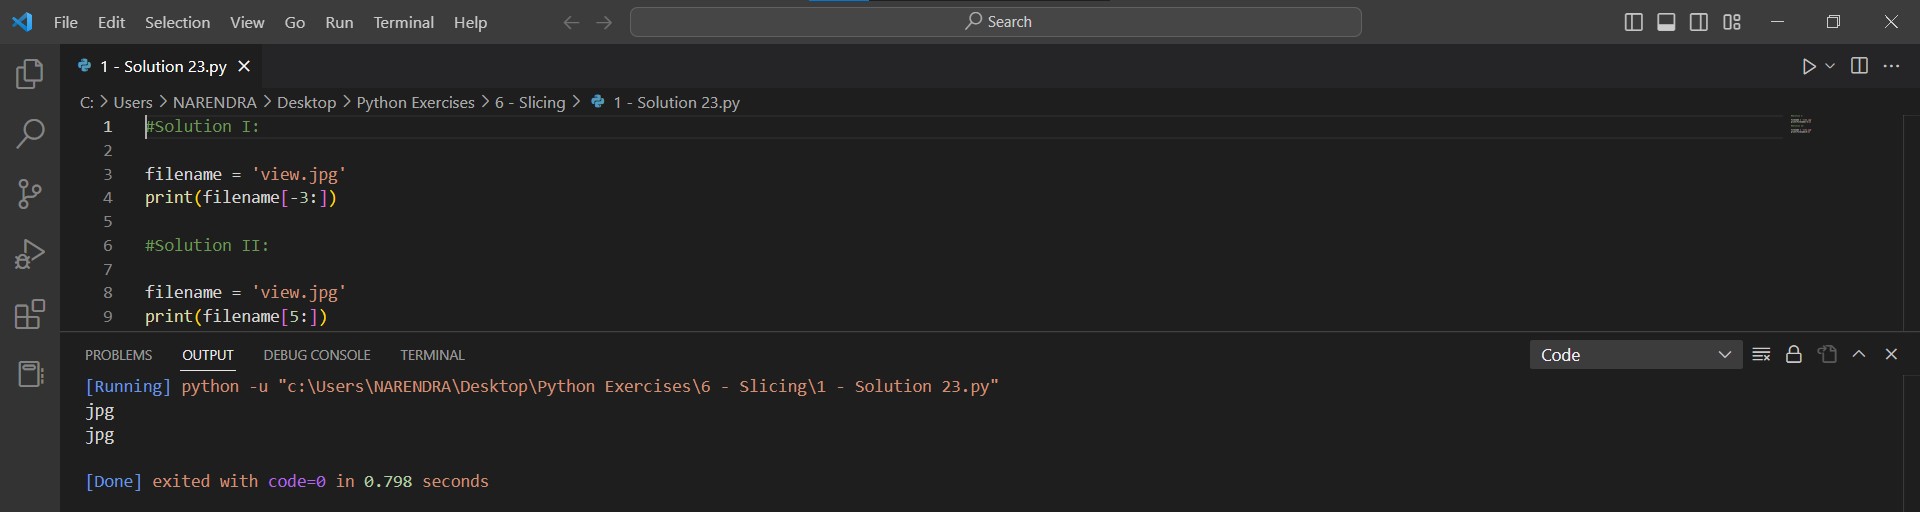 File Edit Selection View Go Run Terminal Help Search
1 - Solution 23.py
C: > Users > NARENDRA > Desktop > Python Exercises > 6 - Slicing > 1 - Solution 23.py
1 #Solution I:
2
3 filename = 'view.jpg'
4 print(filename[-3:])
5
6 #Solution II:
7
8 filename = 'view.jpg'
9 print(filename[5:])
PROBLEMS OUTPUT DEBUG CONSOLE TERMINAL Code
[Running] python -u "c:\Users\NARENDRA\Desktop\Python Exercises\6 - Slicing\1 - Solution 23.py"
jpg
jpg
[Done] exited with code=0 in 0.798 seconds